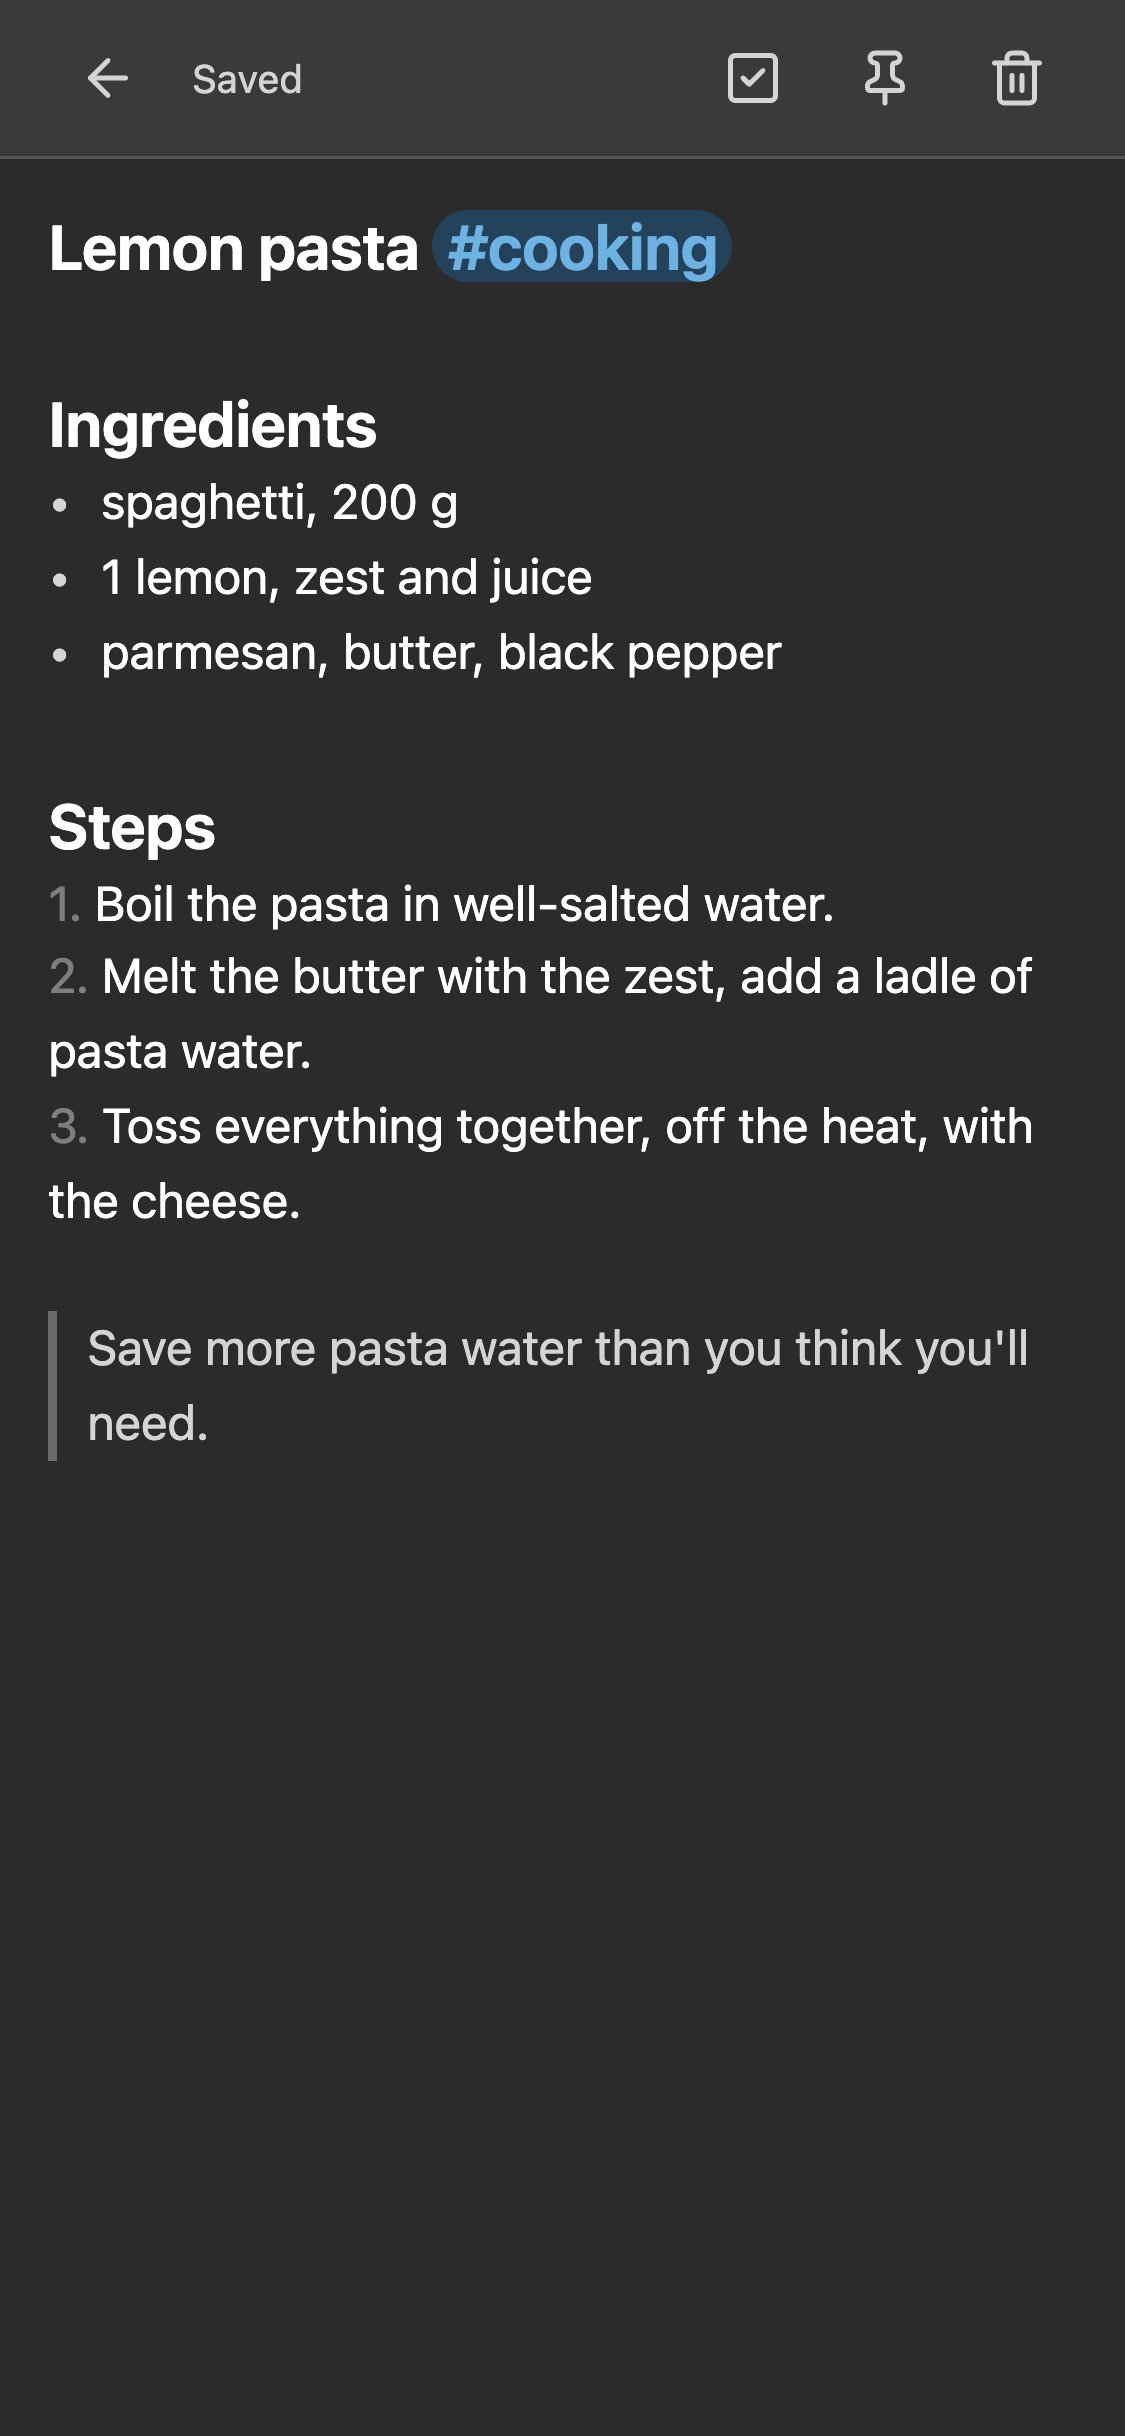 Saved
Lemon pasta #cooking
Ingredients
• spaghetti, 200 g
• 1 lemon, zest and juice
• parmesan, butter, black pepper
Steps
1. Boil the pasta in well-salted water.
2. Melt the butter with the zest, add a ladle of
pasta water.
3. Toss everything together, off the heat, with
the cheese.
Save more pasta water than you think you'll
need.